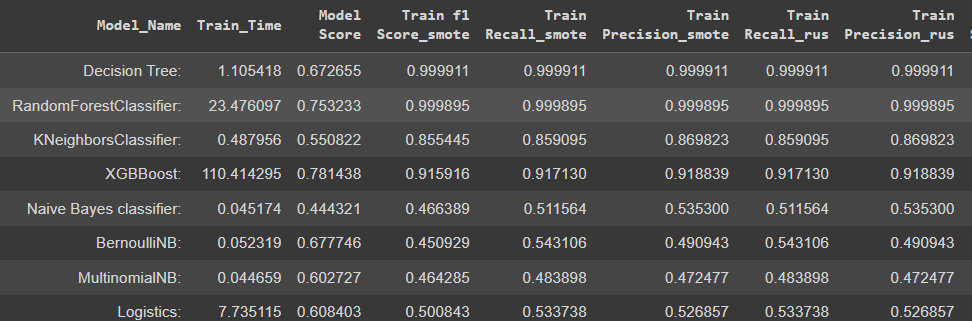 Model_Name Train_Time Model Score Train f1 Score_smote Train Recall_smote Train Precision_smote Train Recall_rus Train Precision_rus
Decision Tree: 1.105418 0.672655 0.999911 0.999911 0.999911 0.999911 0.999911
RandomForestClassifier: 23.476097 0.753233 0.999895 0.999895 0.999895 0.999895 0.999895
KNeighborsClassifier: 0.487956 0.550822 0.855445 0.859095 0.869823 0.859095 0.869823
XGBBoost: 110.414295 0.781438 0.915916 0.917130 0.918839 0.917130 0.918839
Naive Bayes classifier: 0.045174 0.444321 0.466389 0.511564 0.535300 0.511564 0.535300
BernoulliNB: 0.052319 0.677746 0.450929 0.543106 0.490943 0.543106 0.490943
MultinomialNB: 0.044659 0.602727 0.464285 0.483898 0.472477 0.483898 0.472477
Logistics: 7.735115 0.608403 0.500843 0.533738 0.526857 0.533738 0.526857